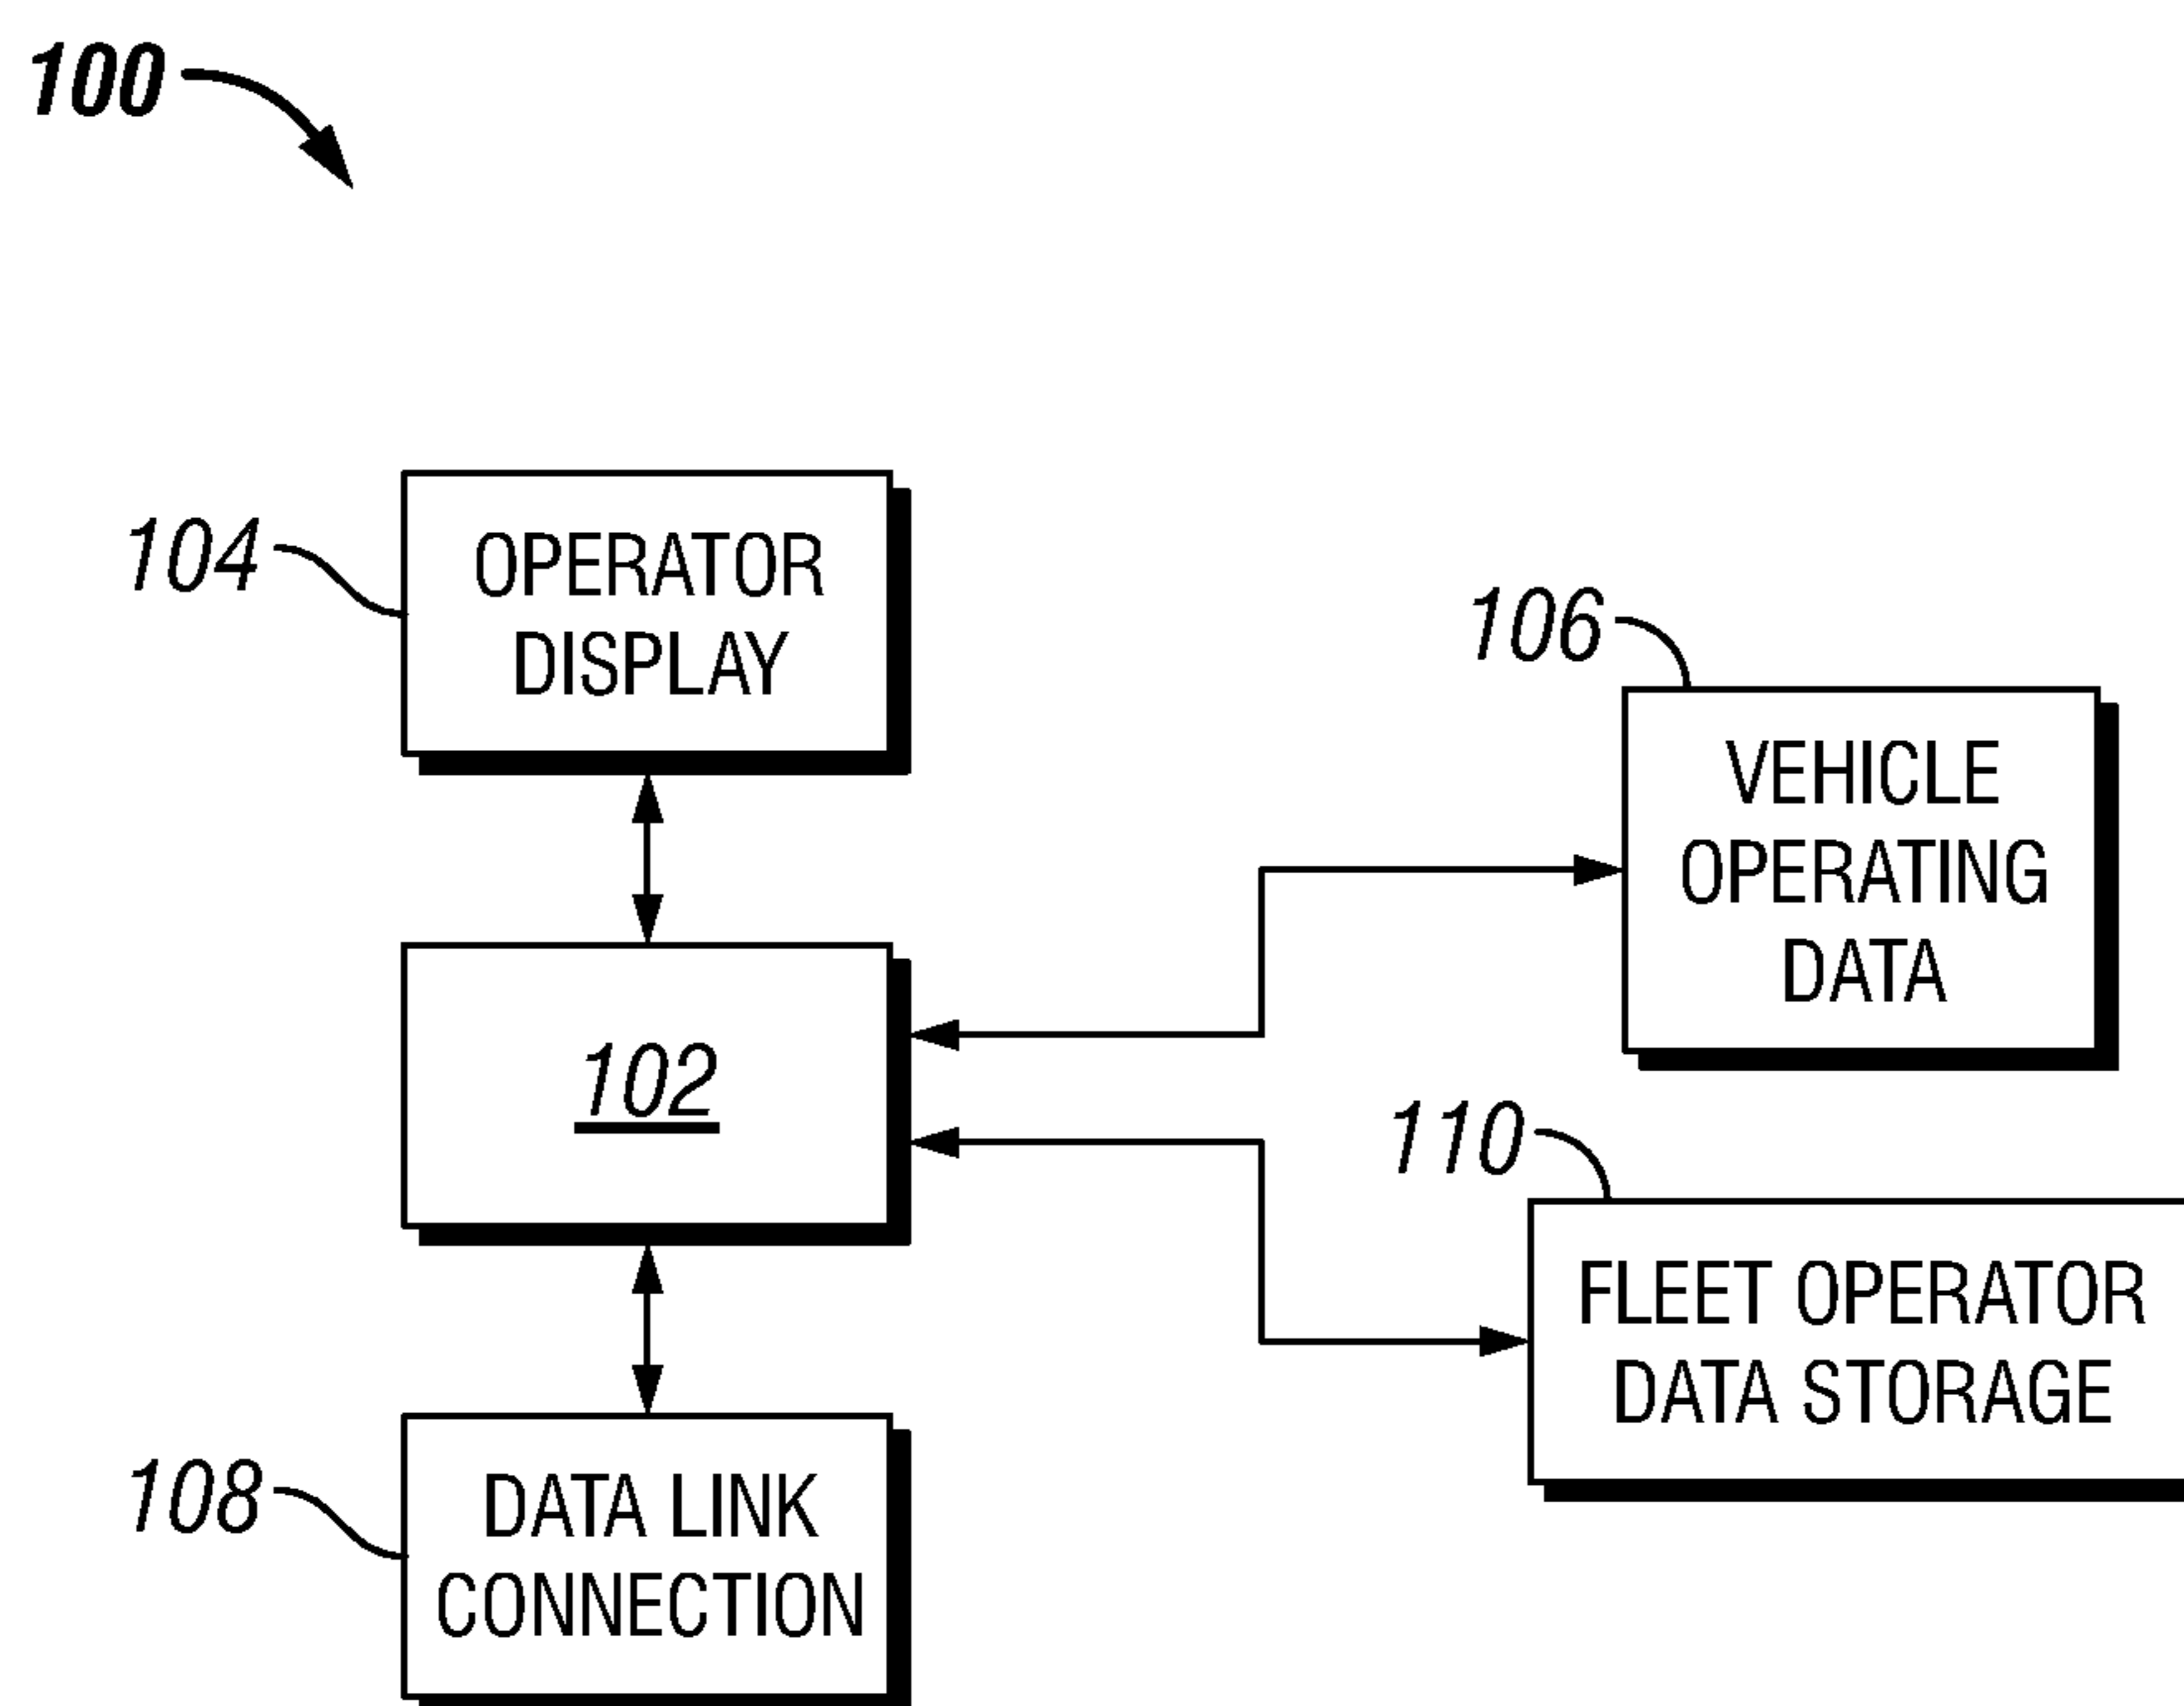 100
104
OPERATOR
DISPLAY
106
VEHICLE
OPERATING
DATA
102
110
FLEET OPERATOR
DATA STORAGE
108
DATA LINK
CONNECTION